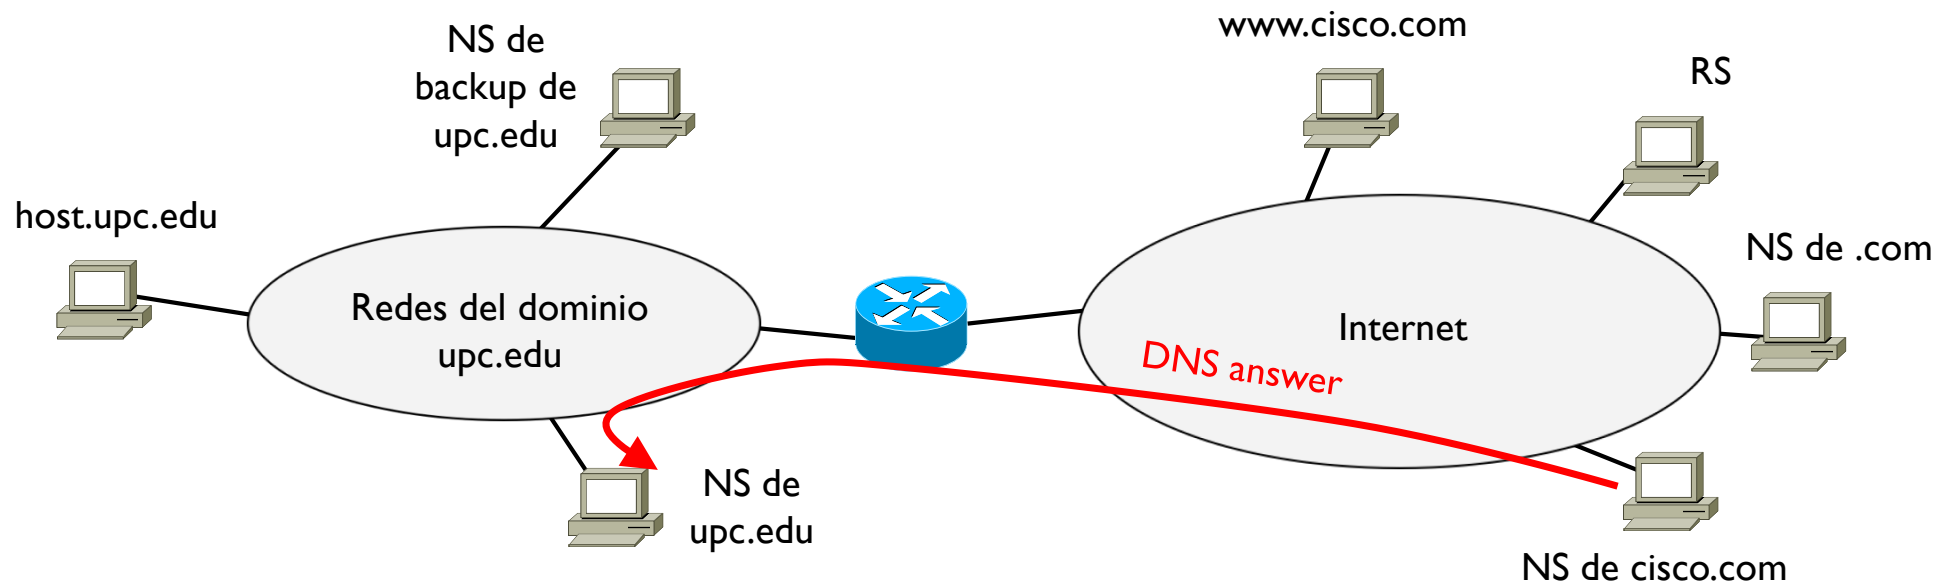 www.cisco.com
NS de
backup de
upc.edu
RS
host.upc.edu
NS de .com
Redes del dominio
upc.edu
Internet
DNS answer
NS de
upc.edu
NS de cisco.com